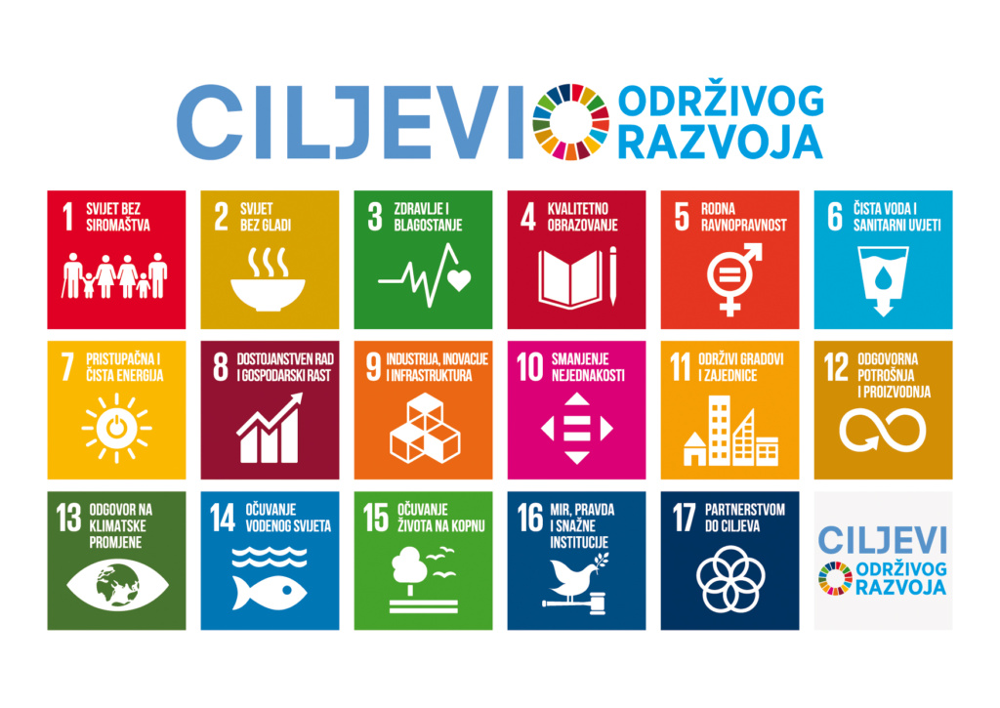 CILJEVI
ODRŽIVOG
RAZVOJA
1 SVIJET BEZ
SIROMAŠTVA
2 SVIJET
BEZ GLADI
3 ZDRAVLJE I
BLAGOSTANJE
4 KVALITETNO
OBRAZOVANJE
5 RODNA
RAVNOPRAVNOST
6 ČISTA VODA I
SANITARNI UVJETI
7 PRISTUPAČNA I
ČISTA ENERGIJA
8 DOSTOJANSTVEN RAD
I GOSPODARSKI RAST
9 INDUSTRIJA, INOVACIJE
I INFRASTRUKTURA
10 SMANJENJE
NEJEDNAKOSTI
11 ODRŽIVI GRADOVI
I ZAJEDNICE
12 ODGOVORNA
POTROŠNJA
I PROIZVODNJA
13 ODGOVOR NA
KLIMATSKE
PROMJENE
14 OČUVANJE
VODENOG SVIJETA
15 OČUVANJE
ŽIVOTA NA KOPNU
16 MIR, PRAVDA
I SNAŽNE
INSTITUCIJE
17 PARTNERSTVOM
DO CILJEVA
CILJEVI
ODRŽIVOG
RAZVOJA